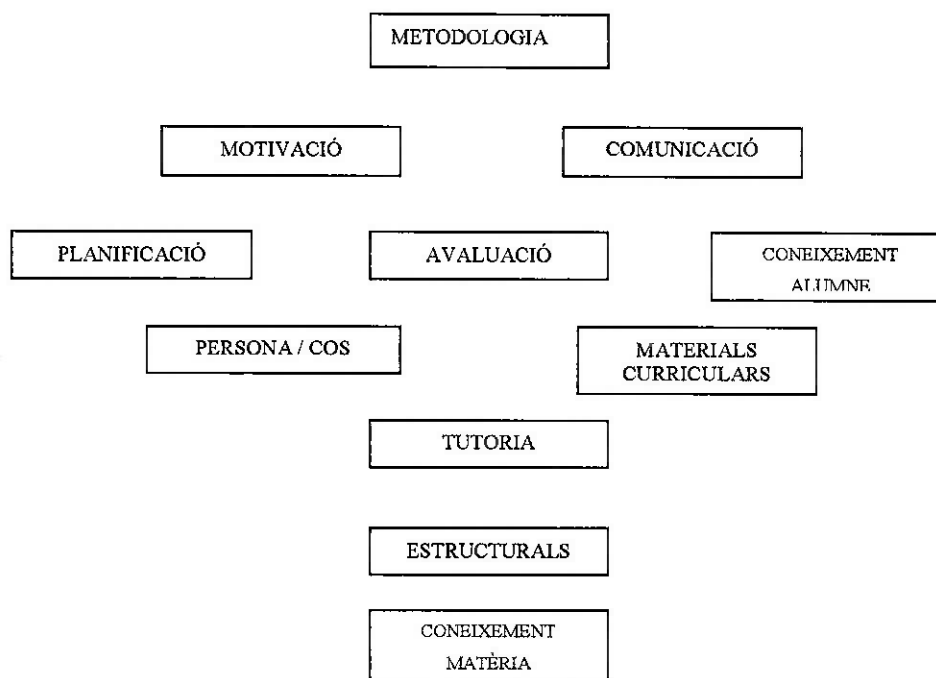 METODOLOGIA
MOTIVACIÓ
COMUNICACIÓ
PLANIFICACIÓ
AVALUACIÓ
CONEIXEMENT
ALUMNE
PERSONA / COS
MATERIALS
CURRICULARS
TUTORIA
ESTRUCTURALS
CONEIXEMENT
MATÈRIA